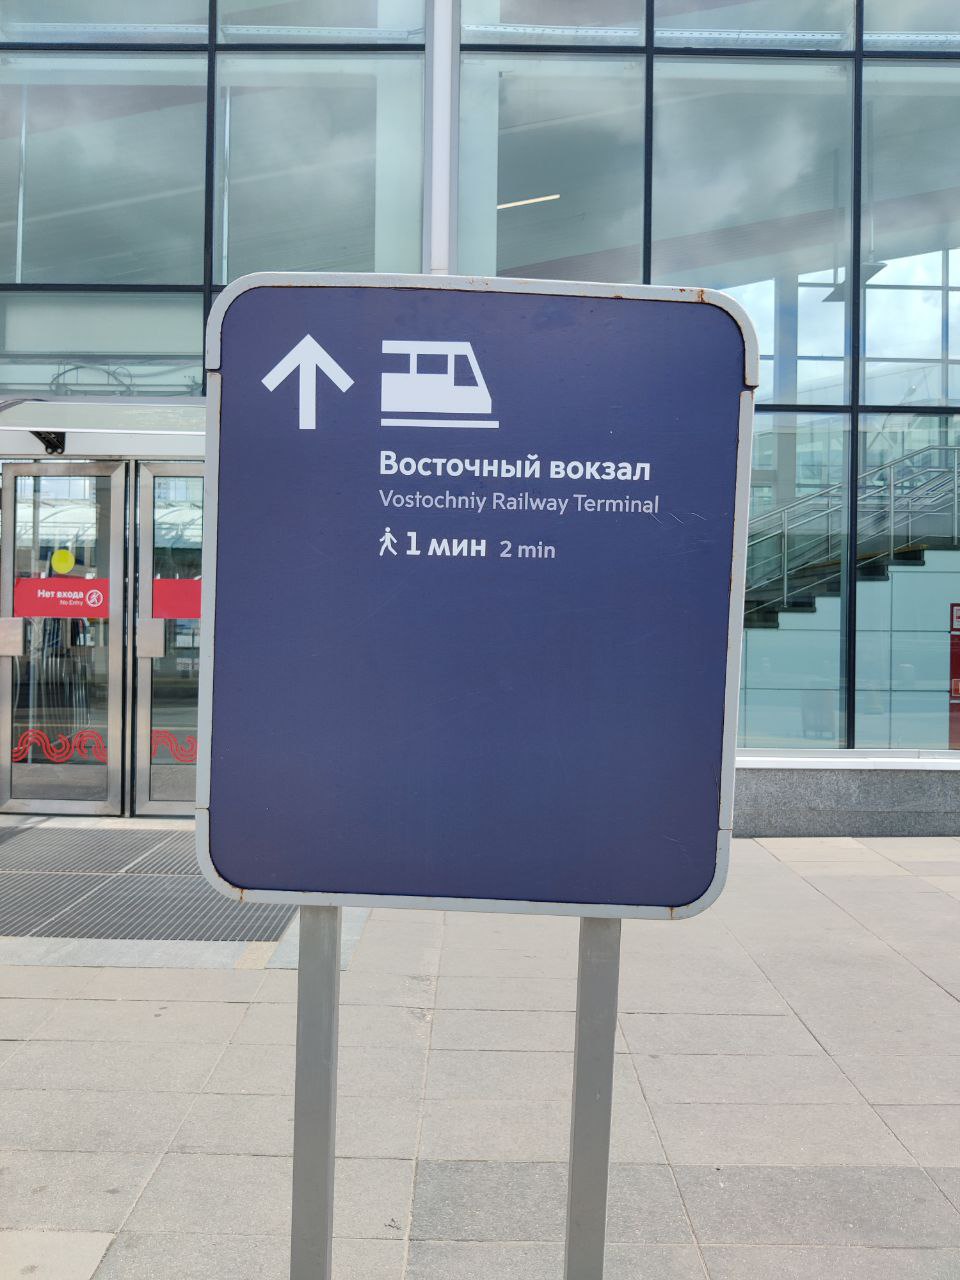 Восточный вокзал
Vostochniy Railway Terminal
1 мин 2 min
Нет входа
No Entry